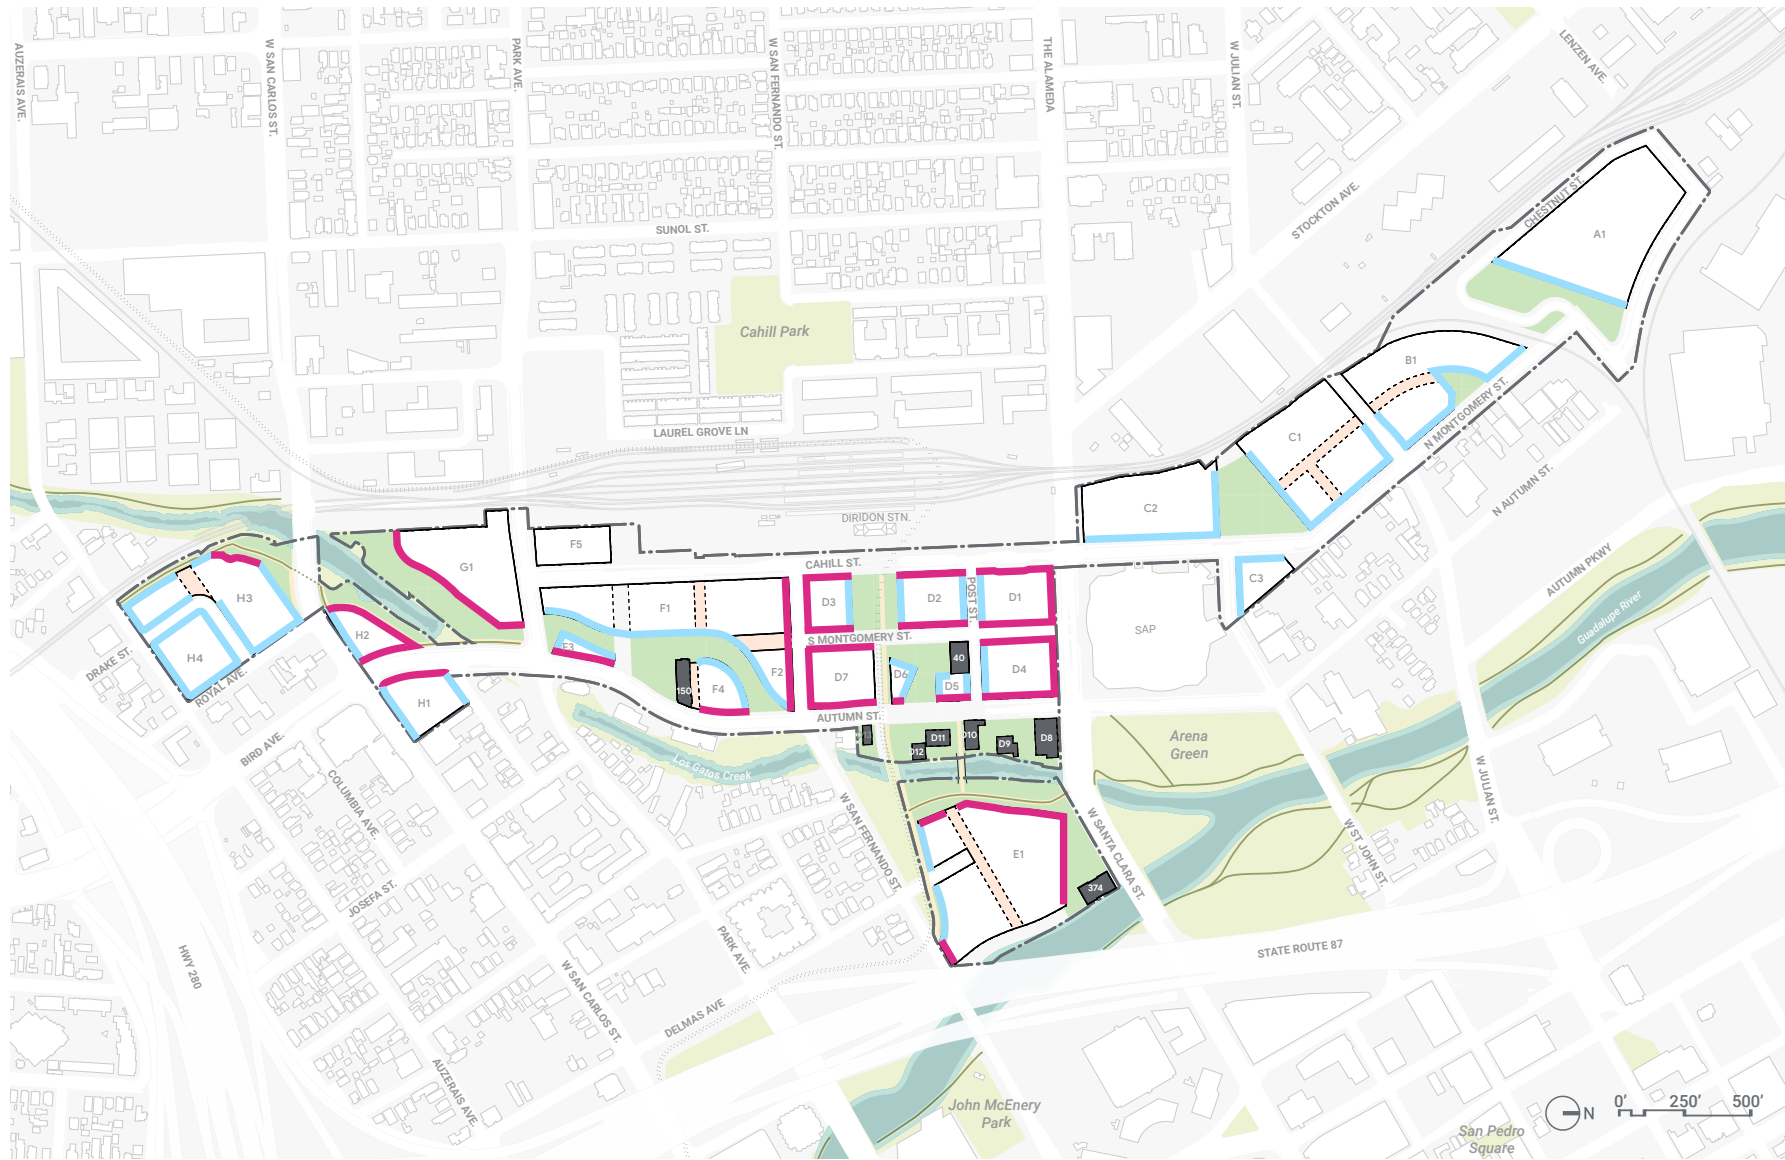 AUZERAIS AVE.
W SAN CARLOS ST.
PARK AVE.
W SAN FERNANDO ST.
THE ALAMEDA
W JULIAN ST.
LENZEN AVE.
STOCKTON AVE.
CHESTNUT ST.
A1
SUNOL ST.
Cahill Park
LAUREL GROVE LN
B1
N MONTGOMERY ST.
C1
C2
N AUTUMN ST.
DIRIDON STN.
F5
G1
CAHILL ST.
C3
AUTUMN PKWY
H3
F1
D3
D2
POST ST.
D1
Guadalupe River
H2
S MONTGOMERY ST.
SAP
F3
H4
DRAKE ST.
ROYAL AVE.
40
F2
D7
D6
D5
D4
150
F4
H1
AUTUMN ST.
BIRD AVE.
D12
D11
D10
D9
D8
Arena
Green
Los Gatos Creek
COLUMBIA AVE.
W SAN FERNANDO ST.
W SANTA CLARA ST.
W JULIAN ST.
W ST JOHN ST.
E1
374
JOSEFA ST.
PARK AVE.
HWY 280
W SAN CARLOS ST.
STATE ROUTE 87
DELMAS AVE
AUZERAIS AVE.
John McEnery
Park
N
0' 250' 500'
San Pedro
Square